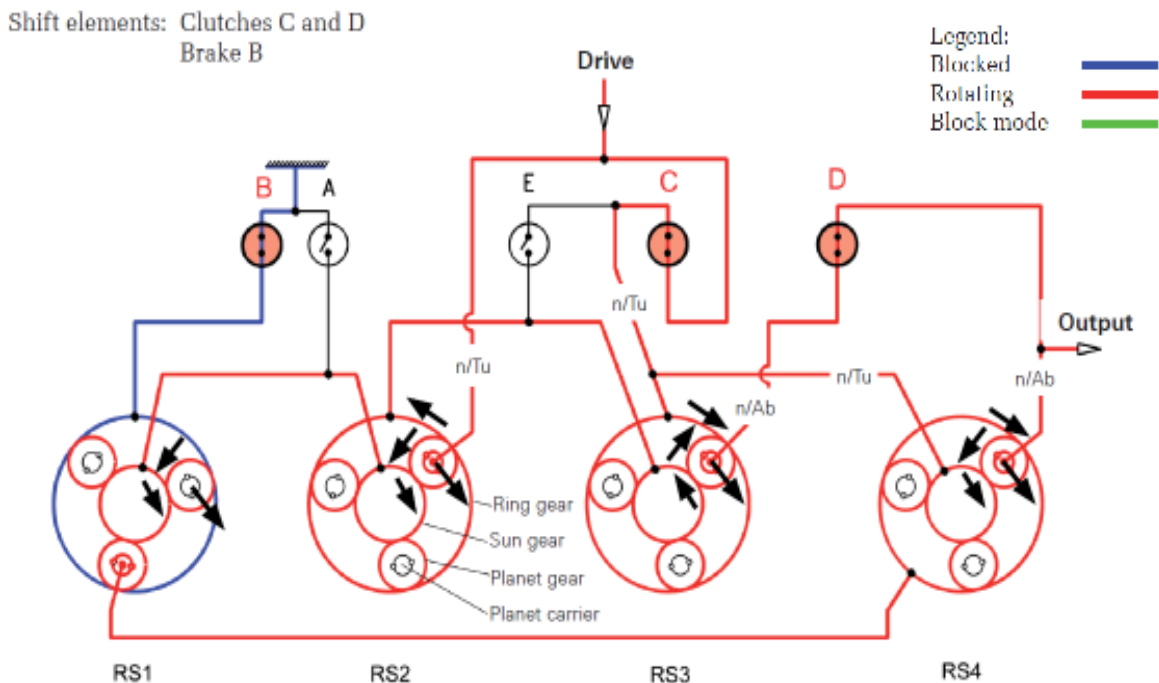 Shift elements: Clutches C and D
Brake B
Legend:
Blocked
Rotating
Block mode
Drive
B
A
E
C
D
n/Tu
Output
n/Tu
n/Tu
n/Ab
n/Ab
Ring gear
Sun gear
Planet gear
Planet carrier
RS1
RS2
RS3
RS4